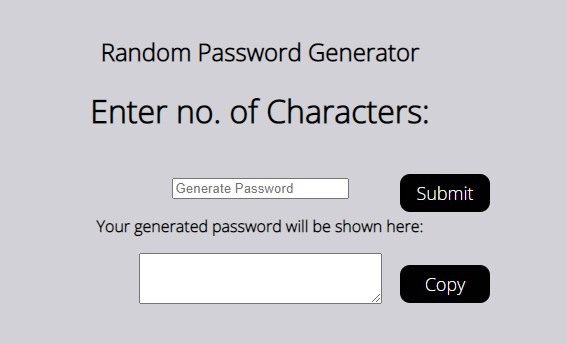 Random Password Generator
Enter no. of Characters:
Generate Password
Submit
Your generated password will be shown here:
Copy